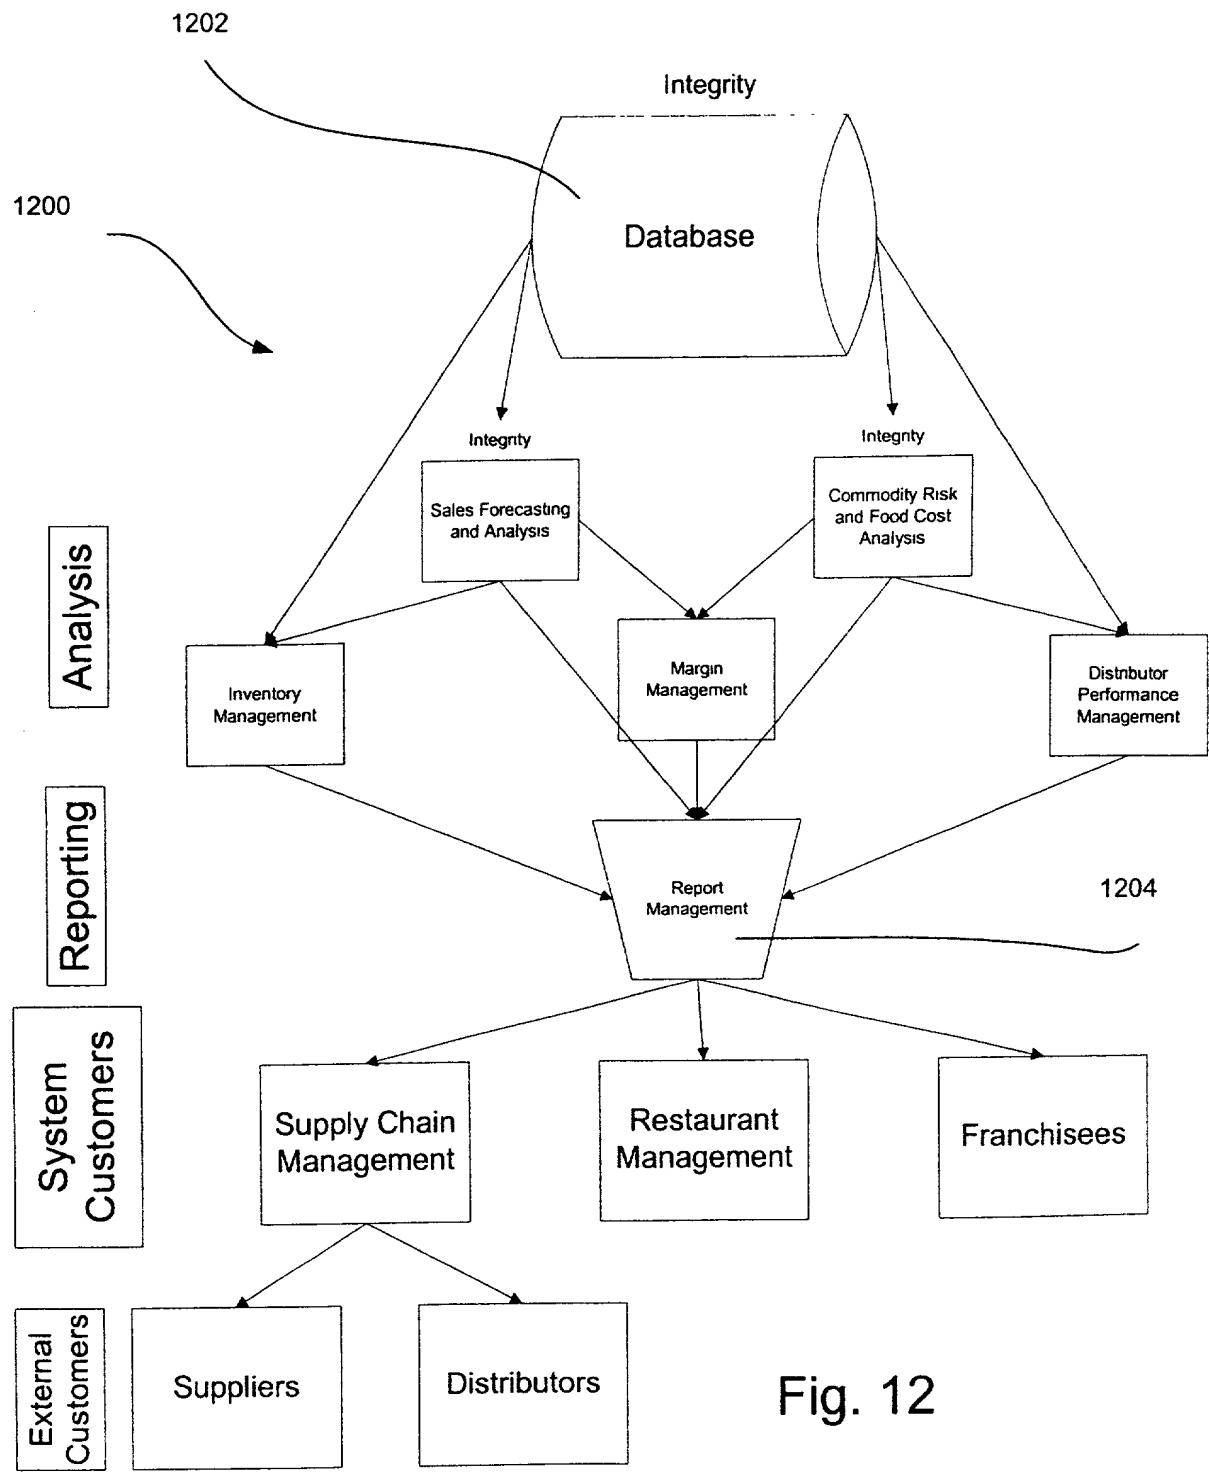 1202
Integrity
1200
Database
Integrity
Integrity
Sales Forecasting
and Analysis
Commodity Risk
and Food Cost
Analysis
Analysis
Margin
Management
Inventory
Management
Distributor
Performance
Management
Reporting
Report
Management
1204
System
Customers
Supply Chain
Management
Restaurant
Management
Franchisees
External
Customers
Suppliers
Distributors
Fig. 12